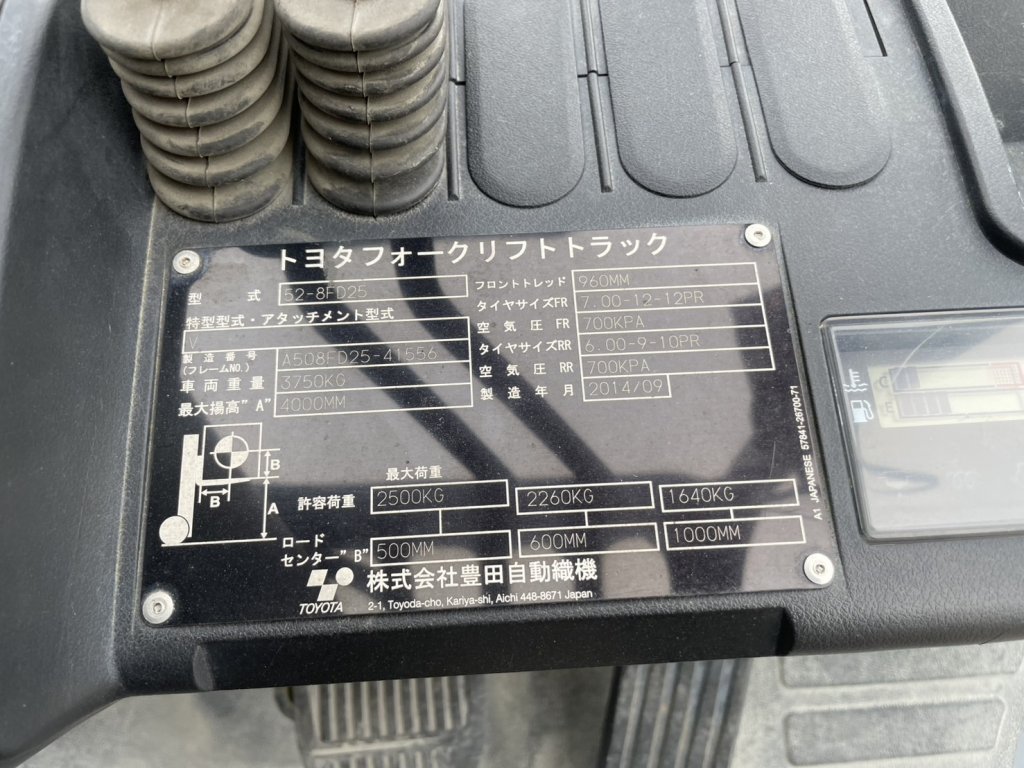 トヨタフォークリフトトラック
型 式 52-8FD25
特型型式・アタッチメント型式
V
製造番号 (フレームNO.) A508FD25-41556
車両重量 3750KG
最大揚高"A" 4000MM
フロントトレッド 960MM
タイヤサイズFR 7.00-12-12PR
空気圧 FR 700KPA
タイヤサイズRR 6.00-9-10PR
空気圧 RR 700KPA
製造年月 2014/09
B
B
A
最大荷重
許容荷重 2500KG 2260KG 1640KG
ロード
センター"B" 500MM 600MM 1000MM
TOYOTA
株式会社豊田自動織機
2-1, Toyoda-cho, Kariya-shi, Aichi 448-8671 Japan
A1 JAPANESE 57841-26700-71